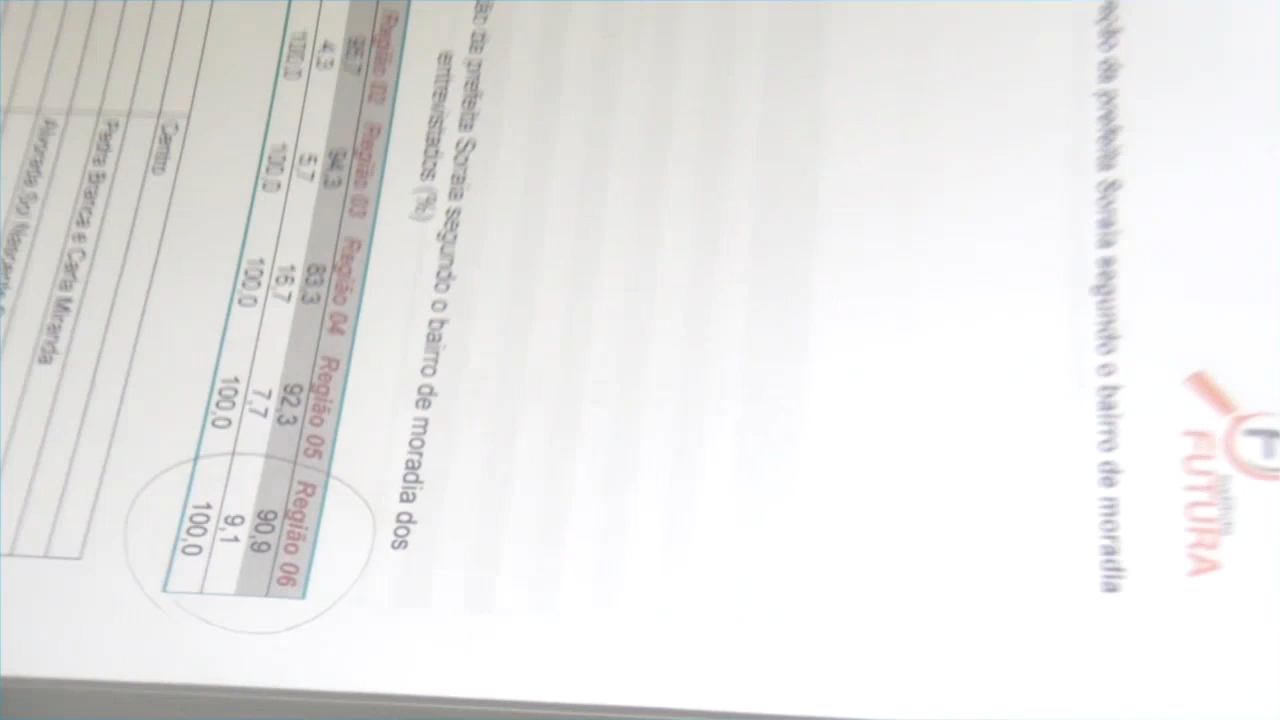 FUTURA
da prefeita Soraia segundo o bairro de moradia
de prefeita Soraia segundo o bairro de moradia dos
entrevistados (%)
Região 02 Região 03 Região 04 Região 05 Região 06
94,3 83,3 92,3 90,9
4,3 5,7 16,7 7,7 9,1
100,0 100,0 100,0 100,0 100,0
Centro
Pedra Branca e Carla Miranda